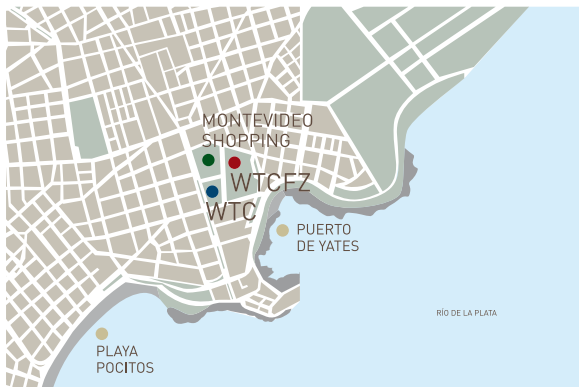 MONTEVIDEO
SHOPPING
WTCFZ
WTC
PUERTO
DE YATES
RÍO DE LA PLATA
PLAYA
POCITOS